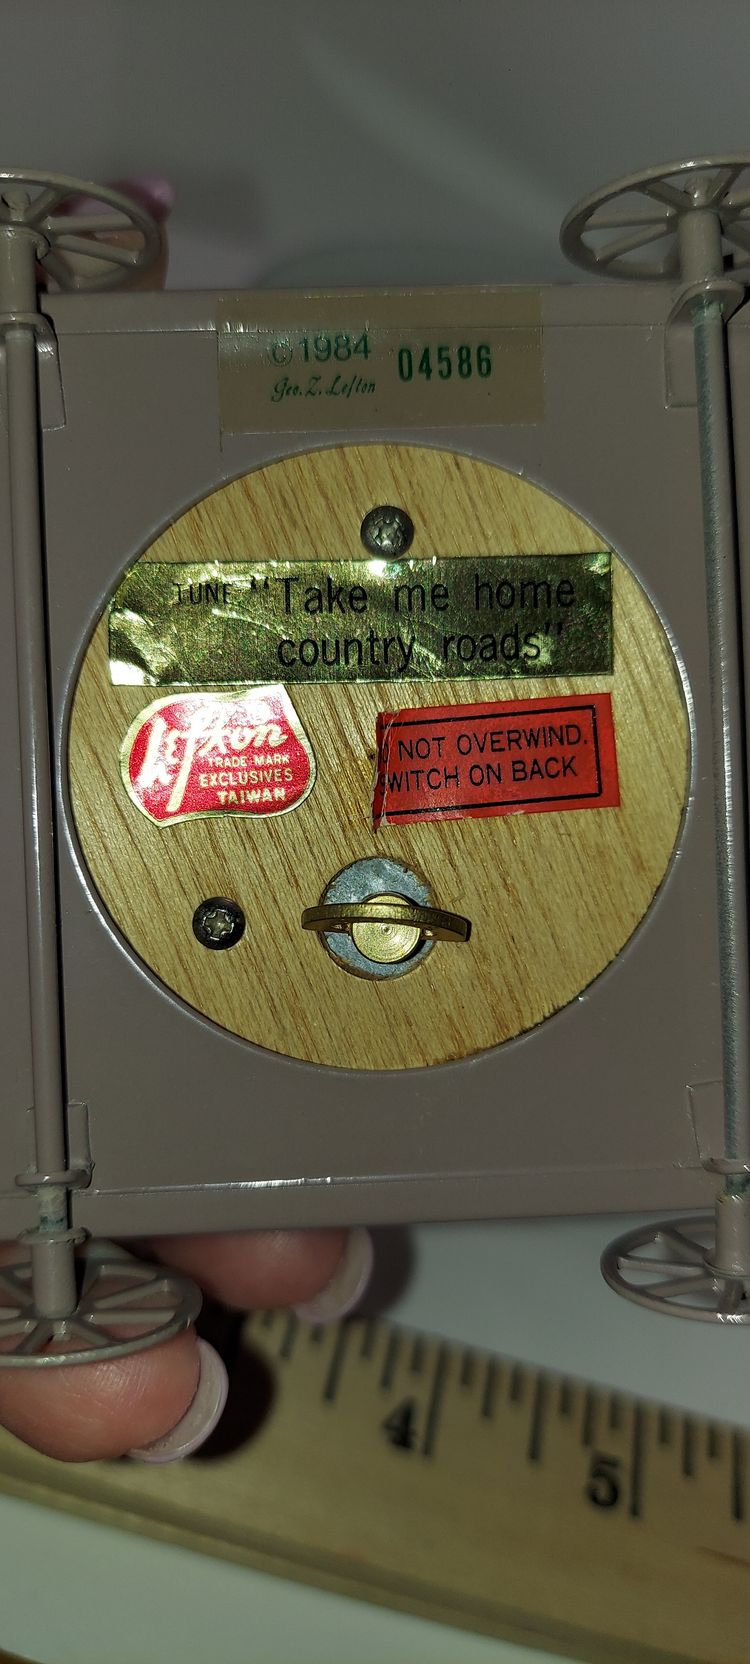 ©1984 04586
Geo. Z. Lefton
TUNE "Take me home
country roads"
Lefton
TRADE MARK
EXCLUSIVES
TAIWAN
NOT OVERWIND.
SWITCH ON BACK
4
5